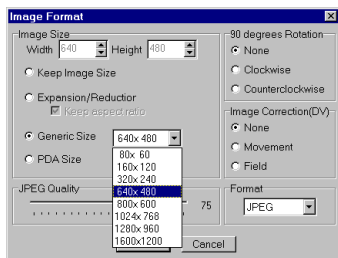 Image Format
Image Size
Width 640 Height 480
Keep Image Size
Expansion/Reduction
Keep aspect ratio
Generic Size 640x 480
80x 60
160x 120
320x 240
640x 480
800x 600
1024x 768
1280x 960
1600x1200
PDA Size
JPEG Quality
75
90 degrees Rotation
None
Clockwise
Counterclockwise
Image Correction(DV)
None
Movement
Field
Format
JPEG
Cancel